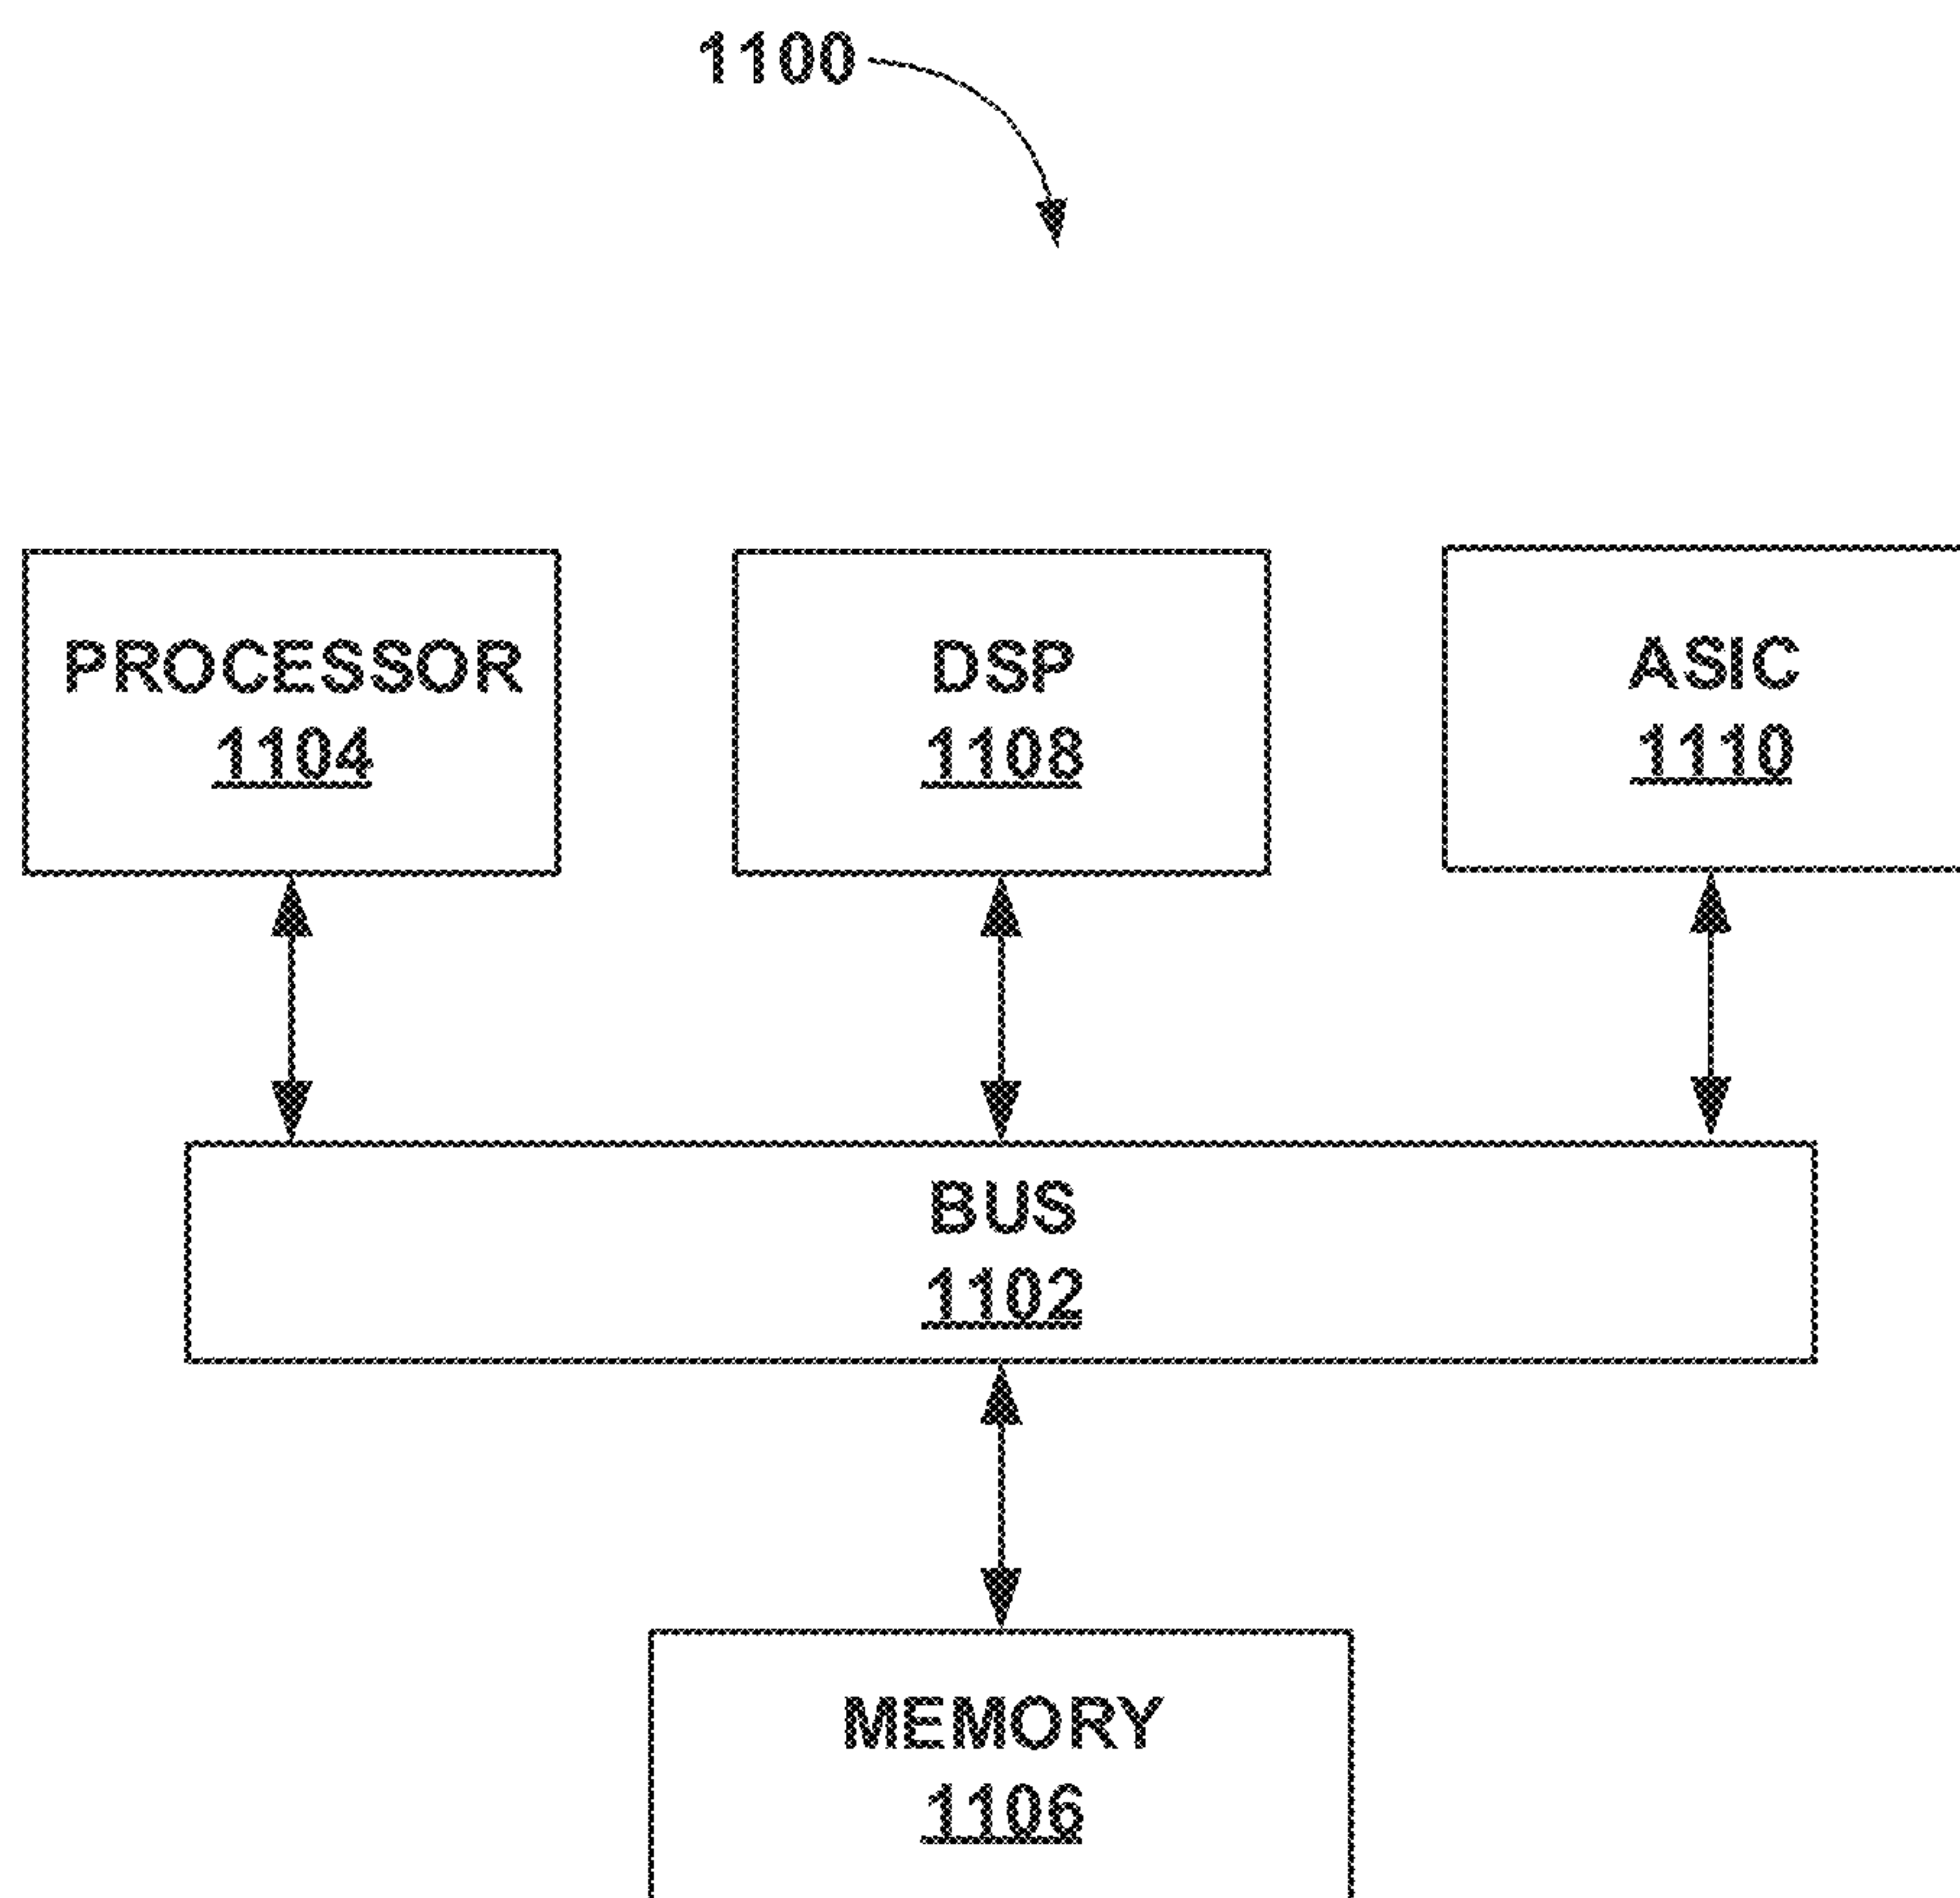 1100
PROCESSOR
1104
DSP
1108
ASIC
1110
BUS
1102
MEMORY
1106